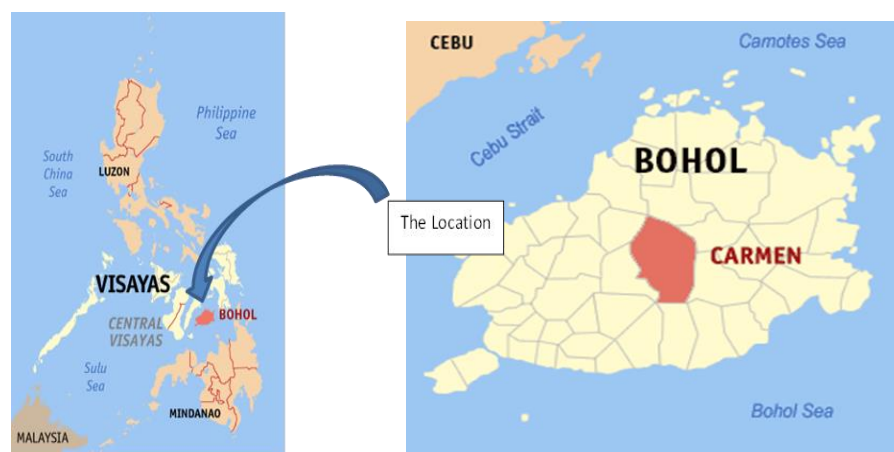 Philippine
Sea
South
China
Sea
LUZON
VISAYAS
CENTRAL
VISAYAS
BOHOL
Sulu
Sea
MINDANAO
MALAYSIA
The Location
CEBU
Camotes Sea
Cebu Strait
BOHOL
CARMEN
Bohol Sea